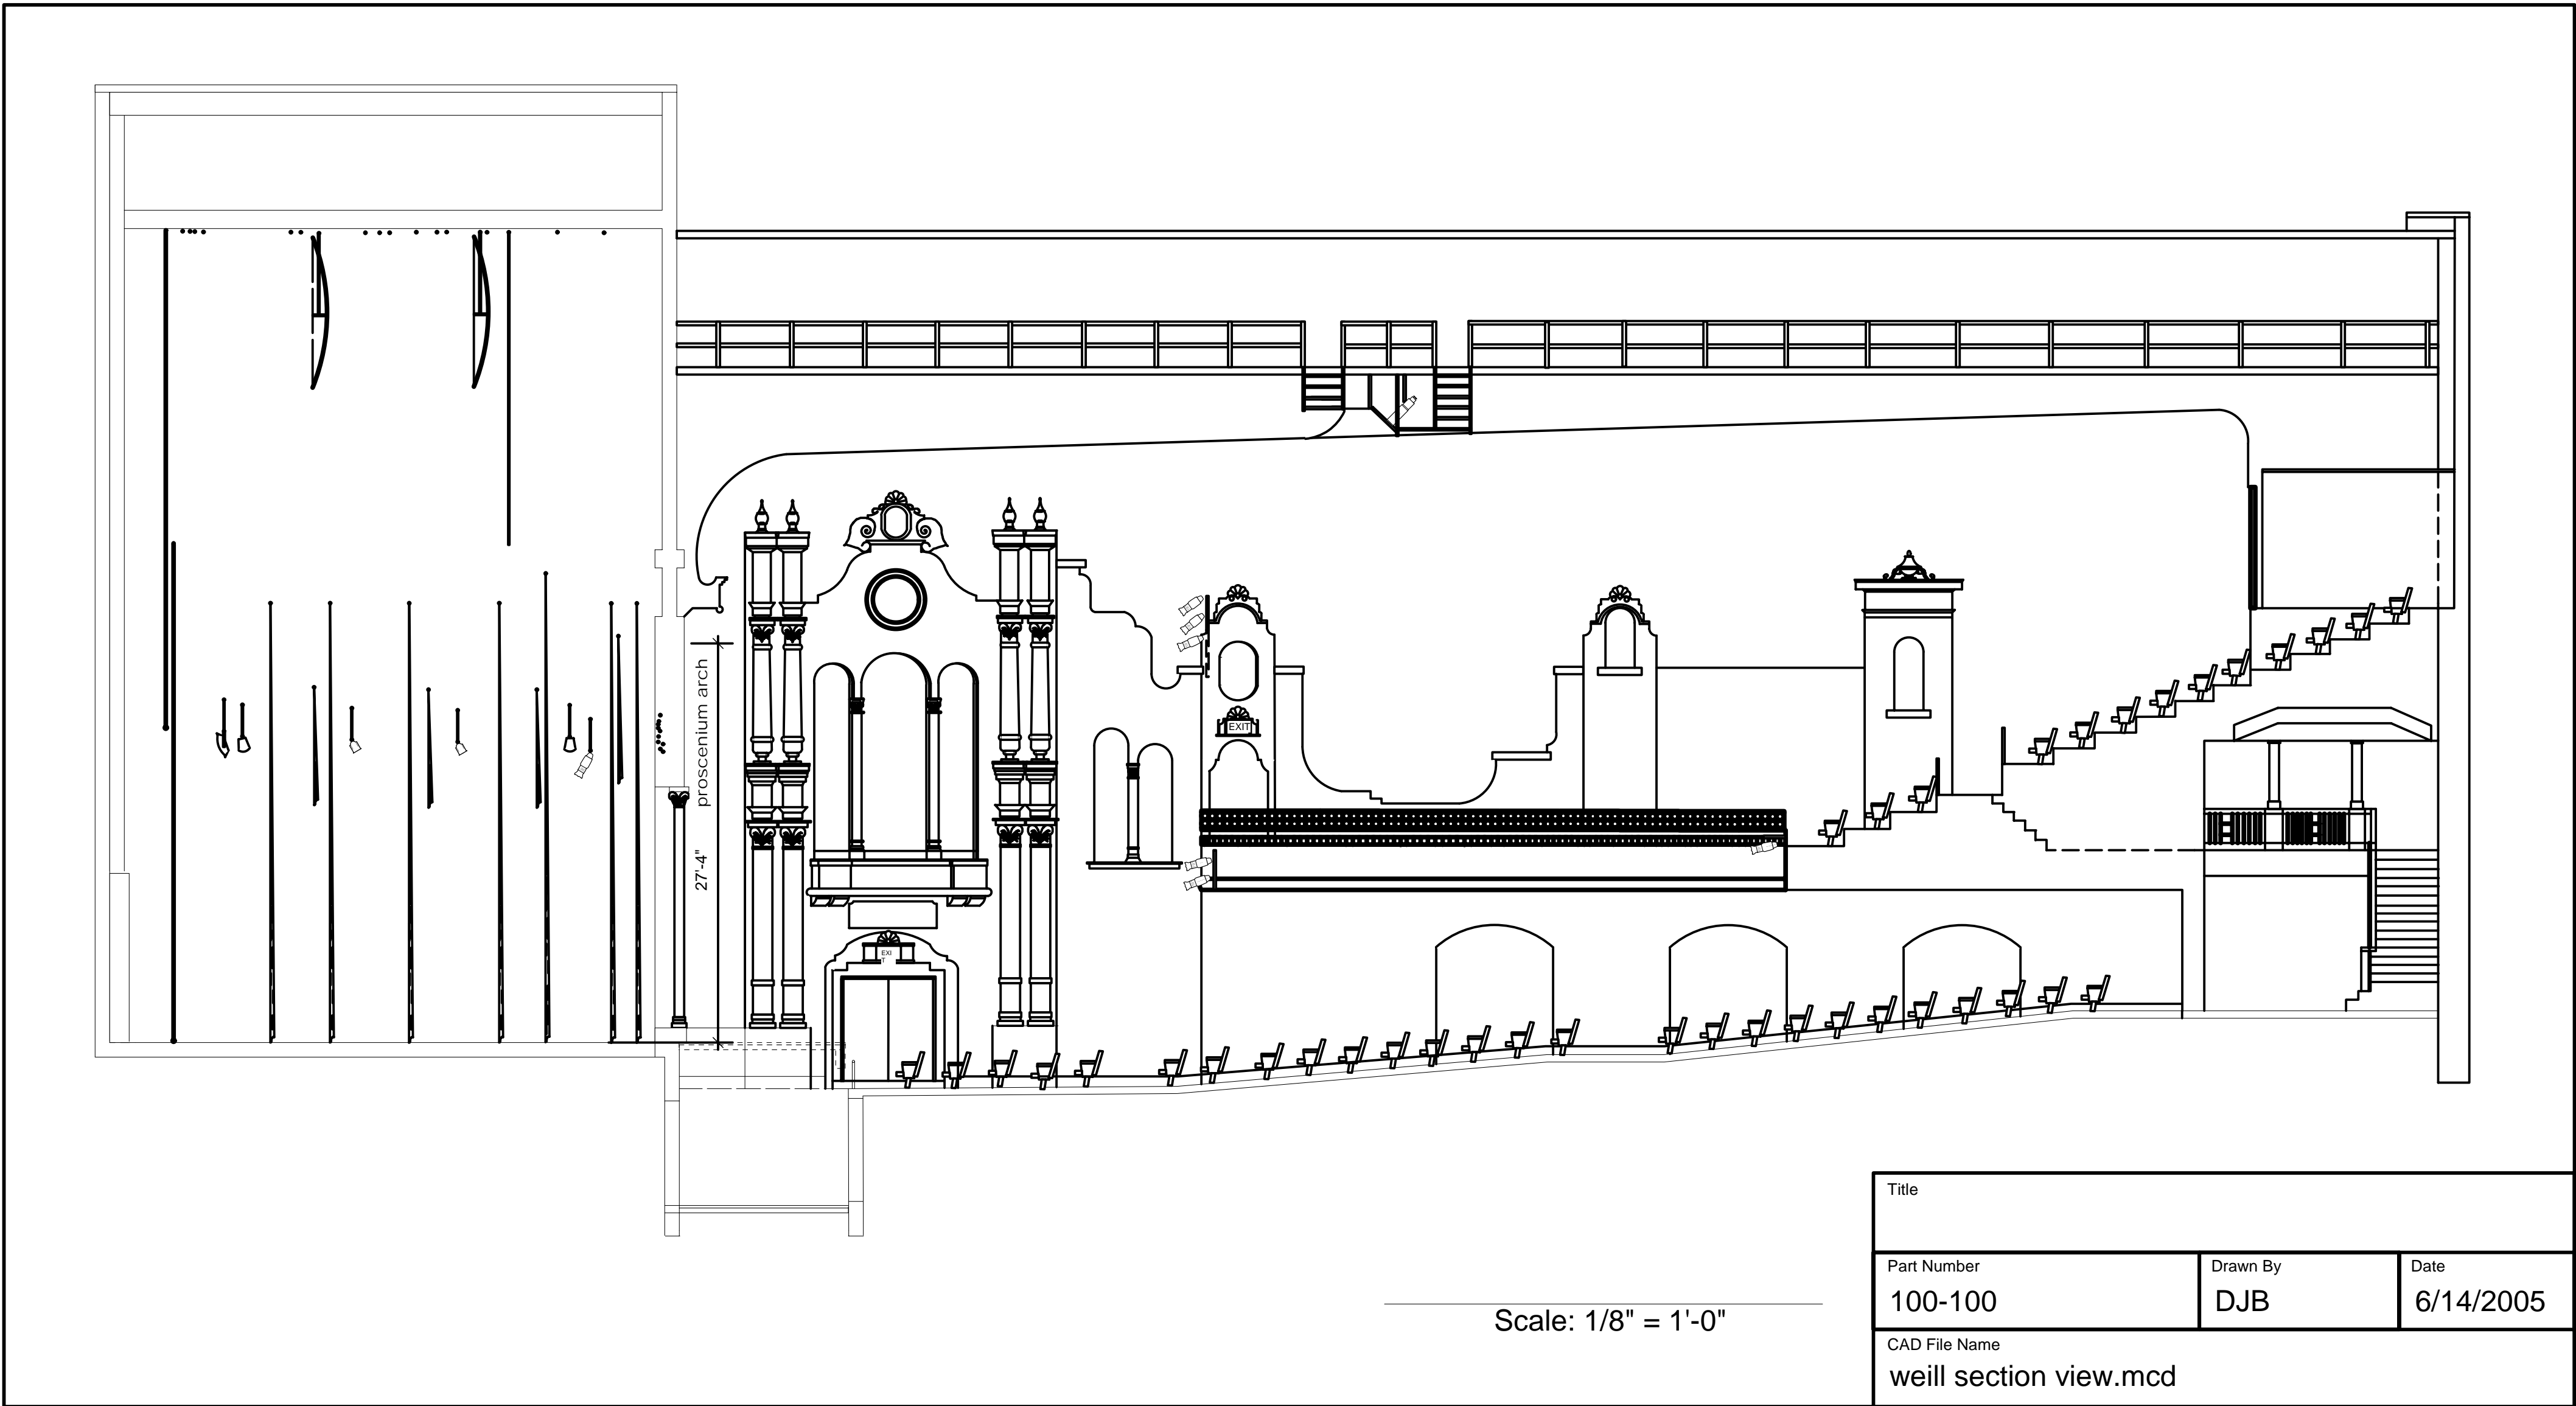 27'-4" proscenium arch
EXIT
EXI
T
Scale: 1/8" = 1'-0"
Title
Part Number
100-100
Drawn By
DJB
Date
6/14/2005
CAD File Name
weill section view.mcd